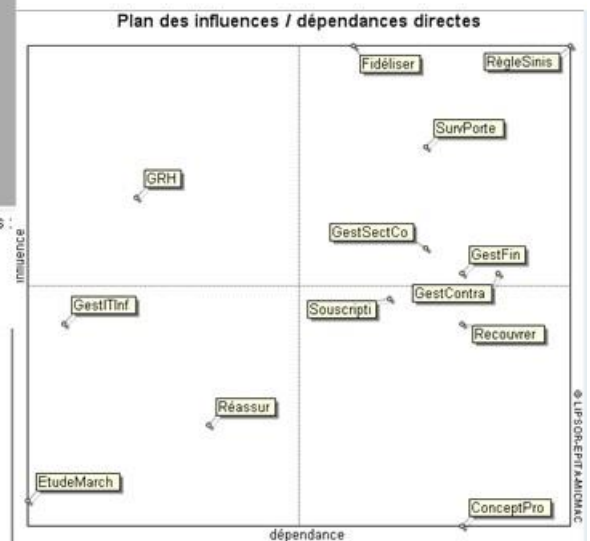 Plan des influences / dépendances directes
Fidéliser
RègleSinis
SurvPorte
GRH
s :
influence
GestSectCo
GestFin
GestContra
GestITInf
Souscripti
Recouvrer
Réassur
EtudeMarch
ConceptPro
dépendance
© LIPSOR-EPITA-MICMAC